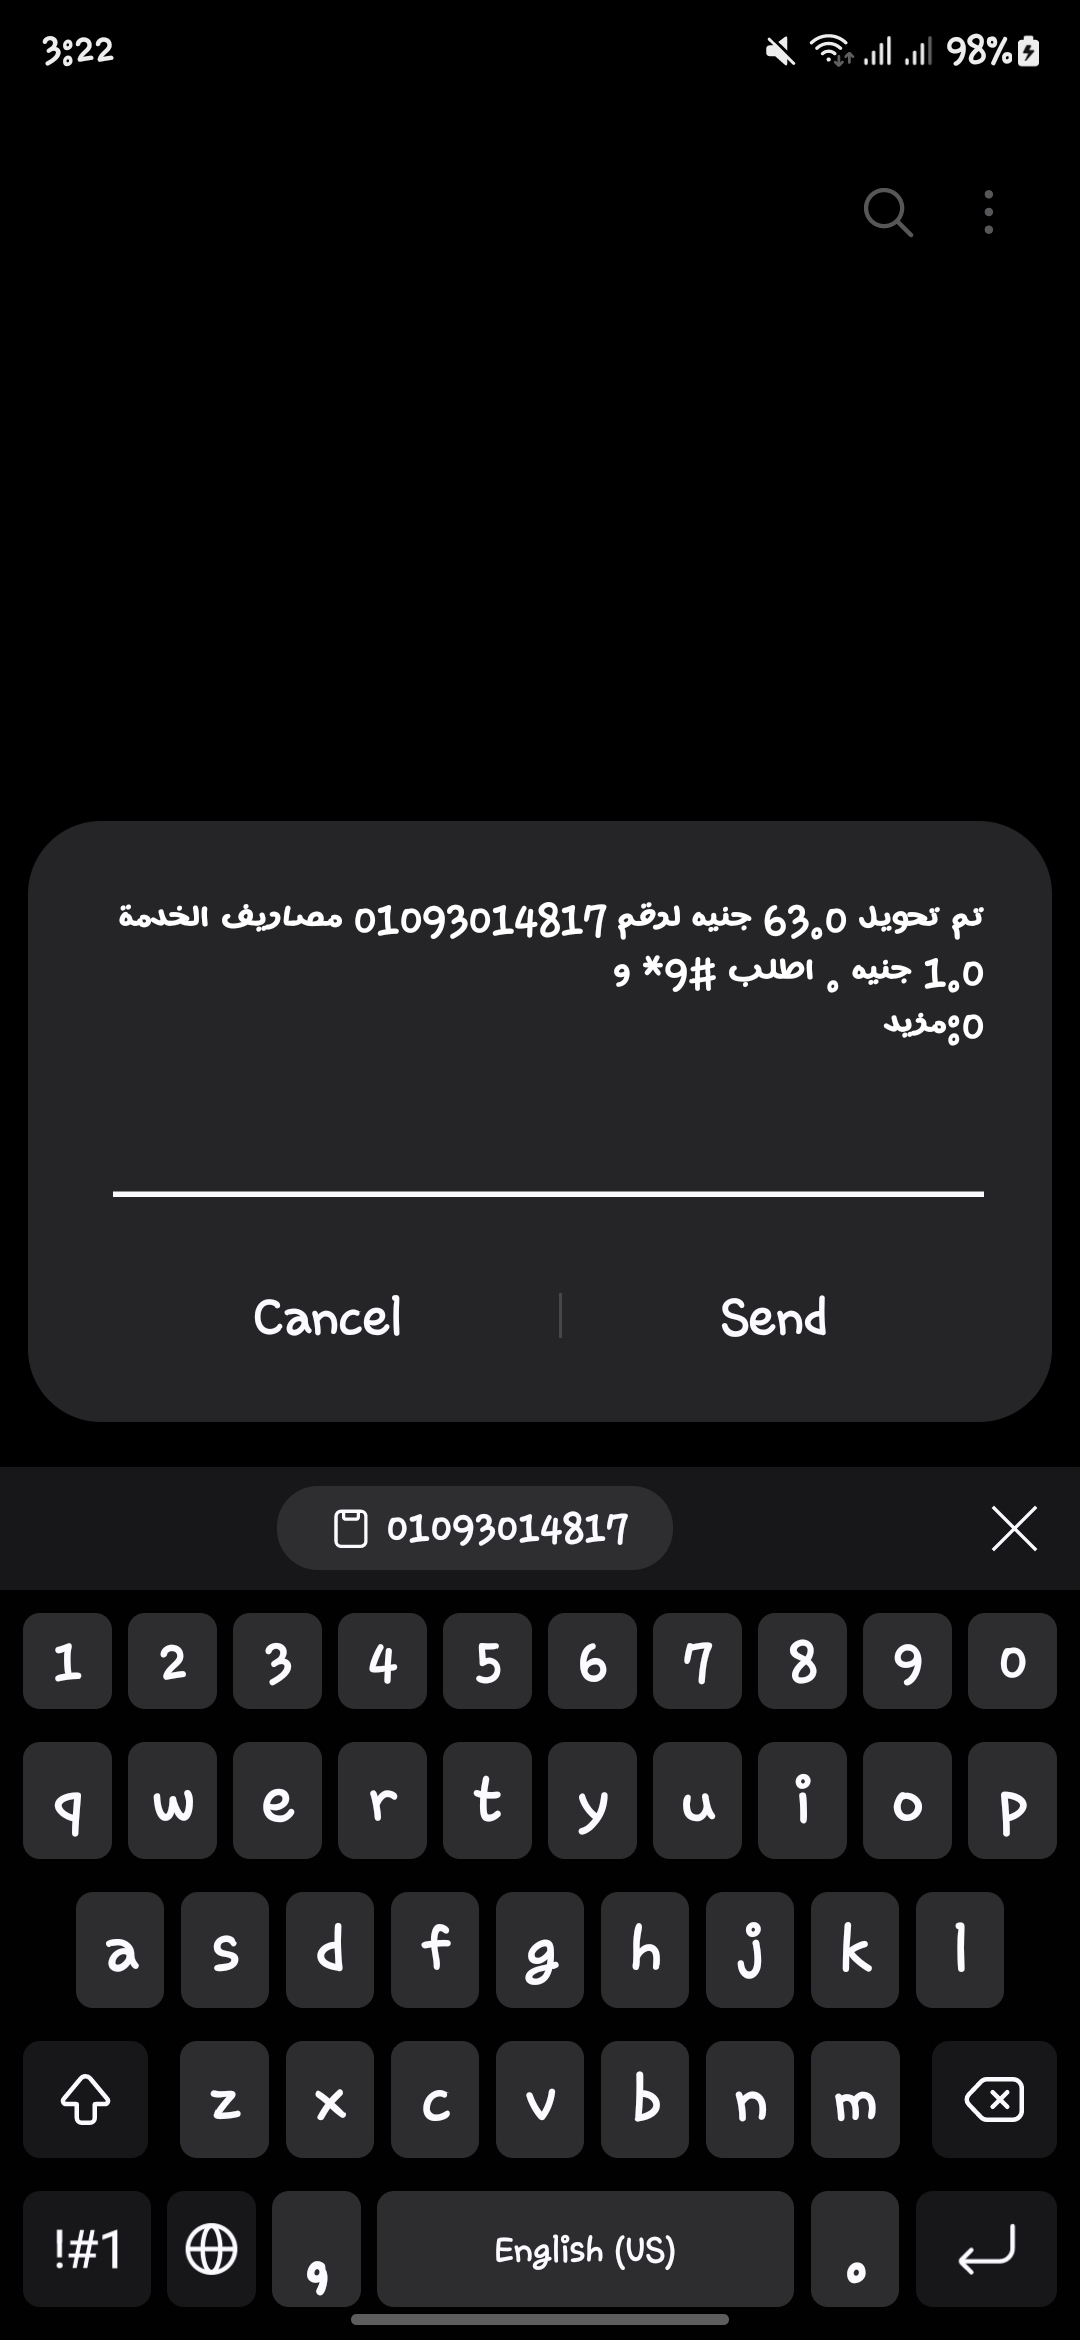 3:22
98%
تم تحويل 63.0 جنيه لرقم 01093014817 مصاريف الخدمة
1.0 جنيه . اطلب #9* و
0:مزيد
Cancel
Send
01093014817
1 2 3 4 5 6 7 8 9 0
q w e r t y u i o p
a s d f g h j k l
z x c v b n m
!#1 , English (US) .